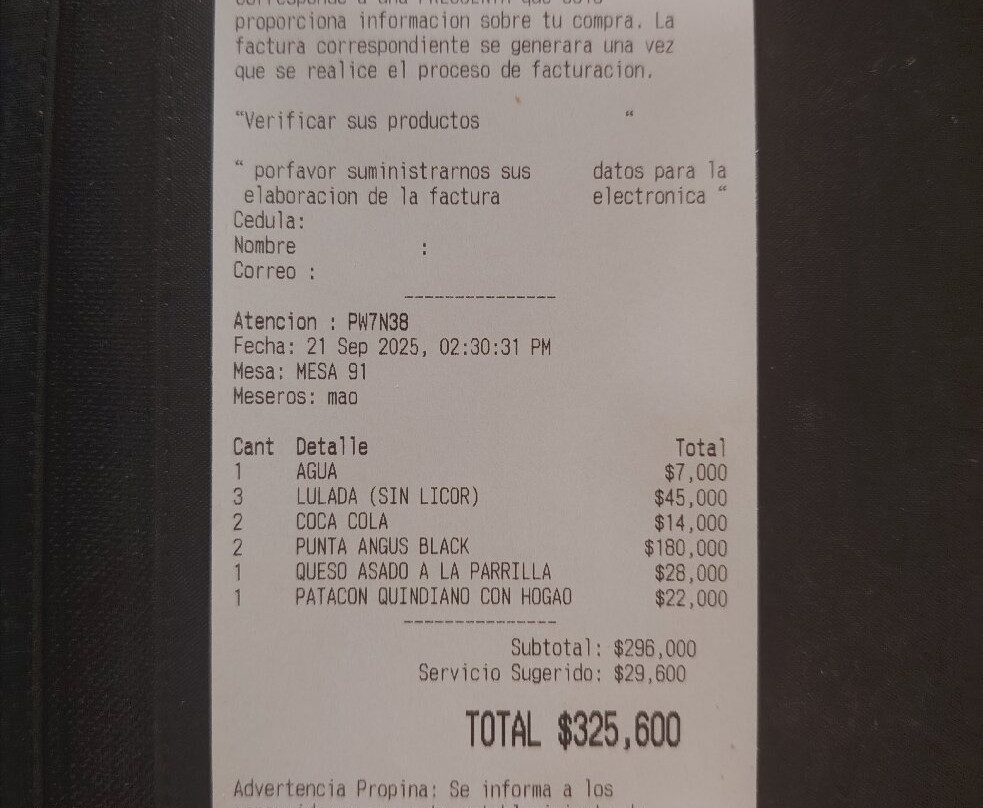 proporciona informacion sobre tu compra. La
factura correspondiente se generara una vez
que se realice el proceso de facturacion.
“Verificar sus productos “
“ porfavor suministrarnos sus datos para la
elaboracion de la factura electronica “
Cedula:
Nombre :
Correo :
---------------
Atencion : PW7N38
Fecha: 21 Sep 2025, 02:30:31 PM
Mesa: MESA 91
Meseros: mao
Cant Detalle Total
1 AGUA $7,000
3 LULADA (SIN LICOR) $45,000
2 COCA COLA $14,000
2 PUNTA ANGUS BLACK $180,000
1 QUESO ASADO A LA PARRILLA $28,000
1 PATACON QUINDIANO CON HOGAO $22,000
---------------
Subtotal: $296,000
Servicio Sugerido: $29,600
TOTAL $325,600
Advertencia Propina: Se informa a los